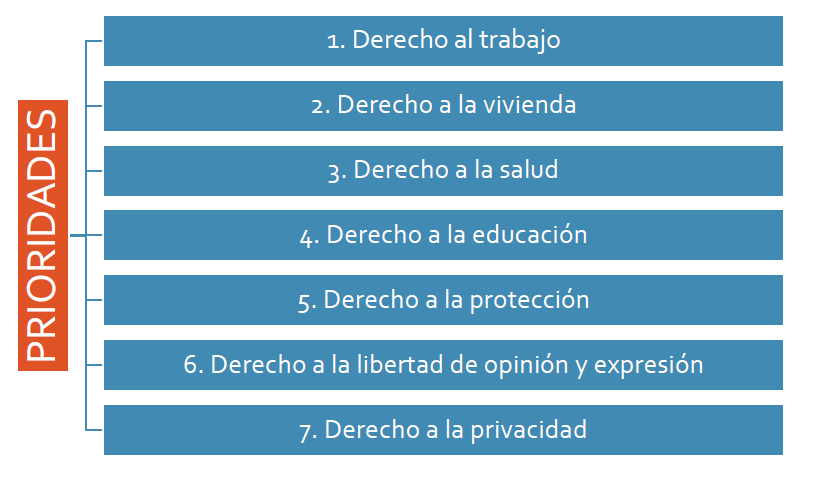 PRIORIDADES
1. Derecho al trabajo
2. Derecho a la vivienda
3. Derecho a la salud
4. Derecho a la educación
5. Derecho a la protección
6. Derecho a la libertad de opinión y expresión
7. Derecho a la privacidad